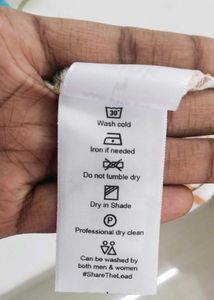 30°
Wash cold
Iron if needed
Do not tumble dry
Dry in Shade
P
Professional dry clean
Can be washed by
both men & women
#ShareTheLoad